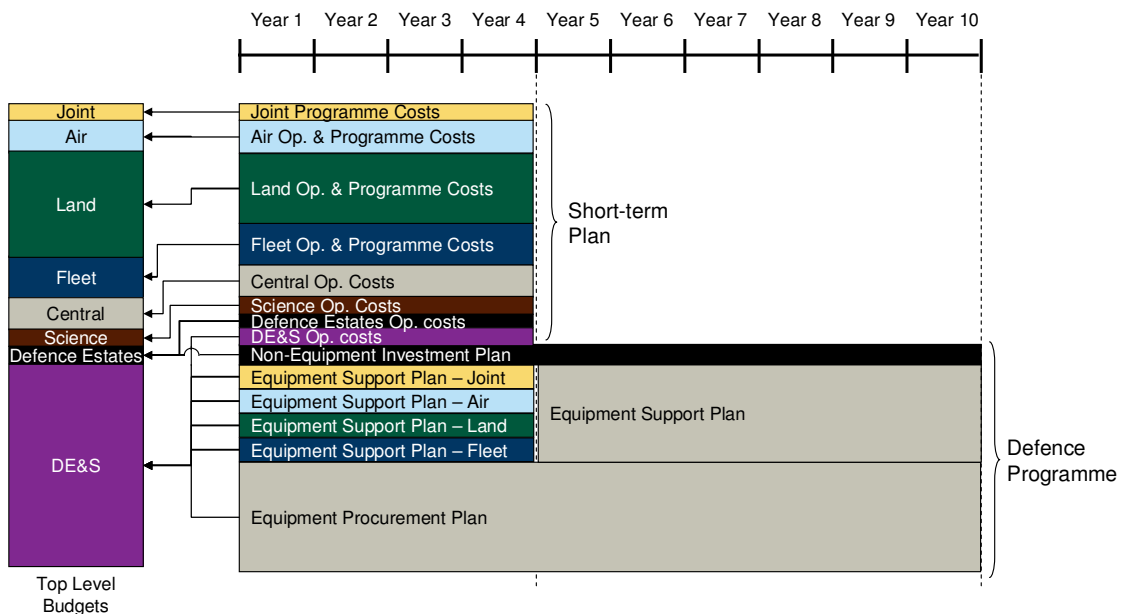 Year 1 Year 2 Year 3 Year 4 Year 5 Year 6 Year 7 Year 8 Year 9 Year 10
Joint
Air
Land
Fleet
Central
Science
Defence Estates
DE&S
Top Level
Budgets
Joint Programme Costs
Air Op. & Programme Costs
Land Op. & Programme Costs
Fleet Op. & Programme Costs
Central Op. Costs
Science Op. Costs
Defence Estates Op. costs
DE&S Op. costs
Non-Equipment Investment Plan
Equipment Support Plan – Joint
Equipment Support Plan – Air
Equipment Support Plan – Land
Equipment Support Plan – Fleet
Equipment Procurement Plan
Equipment Support Plan
Short-term
Plan
Defence
Programme